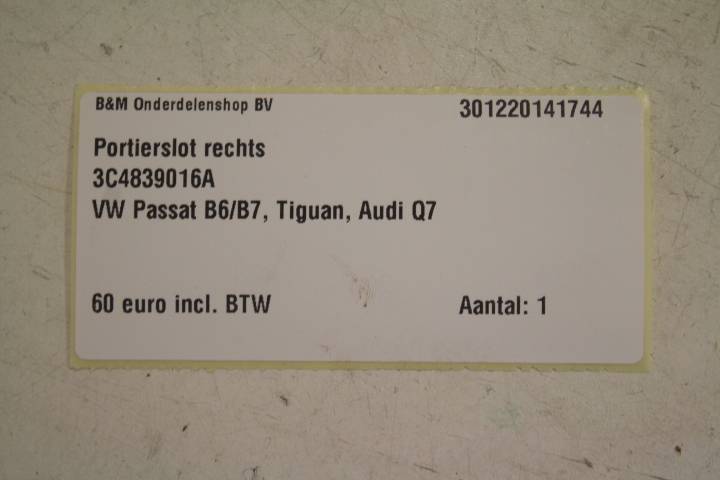 B&M Onderdelenshop BV 301220141744
Portierslot rechts
3C4839016A
VW Passat B6/B7, Tiguan, Audi Q7
60 euro incl. BTW Aantal: 1